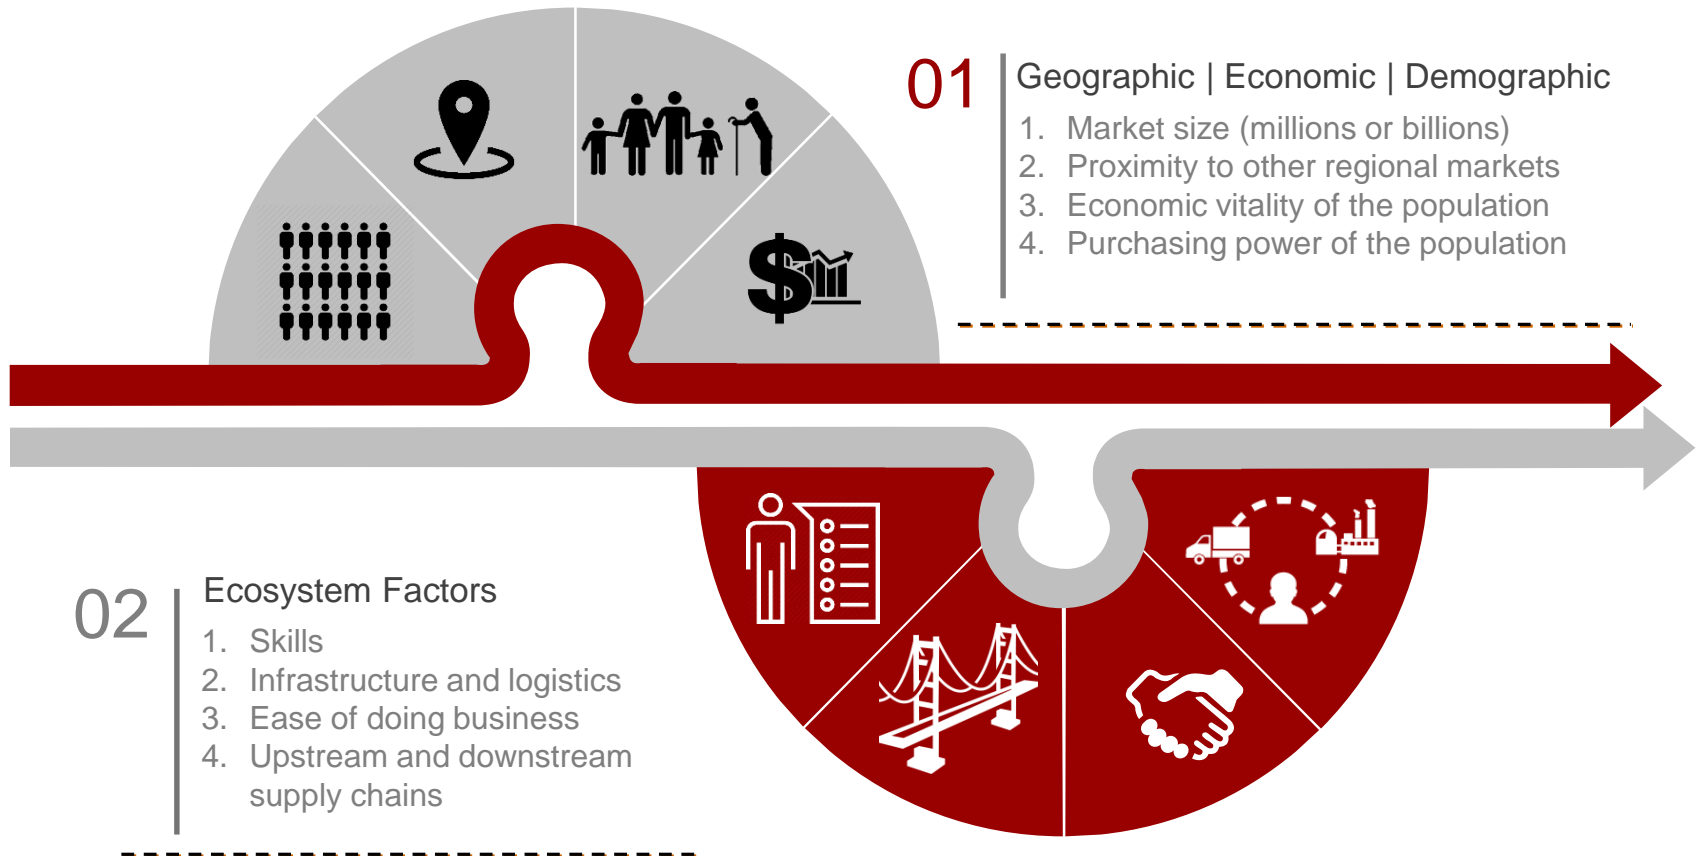 01
Geographic | Economic | Demographic
1. Market size (millions or billions)
2. Proximity to other regional markets
3. Economic vitality of the population
4. Purchasing power of the population
02
Ecosystem Factors
1. Skills
2. Infrastructure and logistics
3. Ease of doing business
4. Upstream and downstream
supply chains